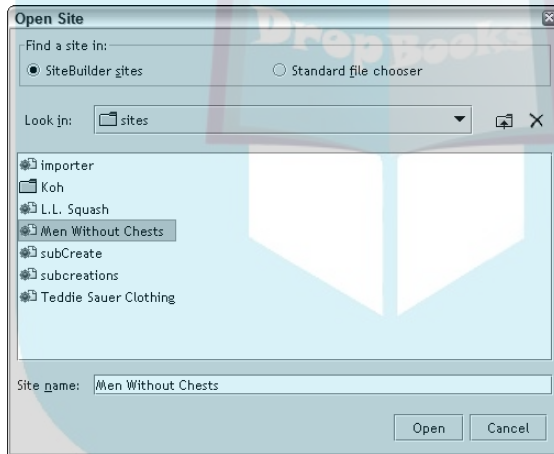 Open Site
Find a site in:
SiteBuilder sites
Standard file chooser
Look in:
sites
importer
Koh
L.L. Squash
Men Without Chests
subCreate
subcreations
Teddie Sauer Clothing
Site name:
Men Without Chests
Open
Cancel
DropBooks